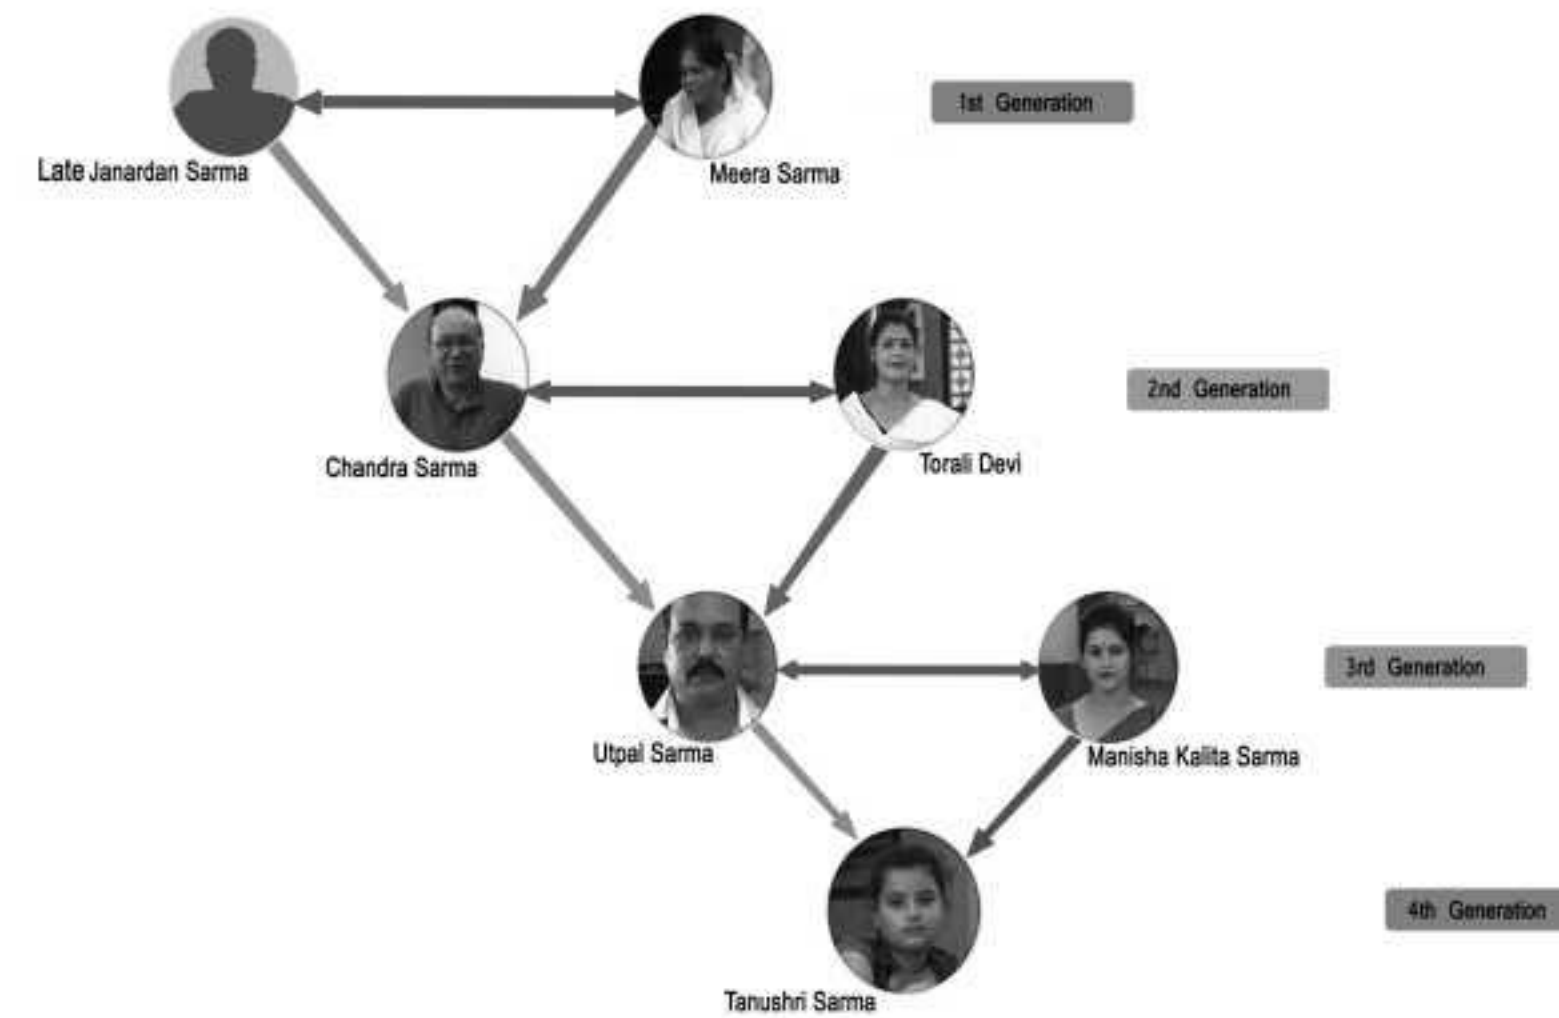 1st Generation
Late Janardan Sarma
Meera Sarma
2nd Generation
Chandra Sarma
Torali Devi
3rd Generation
Utpal Sarma
Manisha Kalita Sarma
4th Generation
Tanushri Sarma